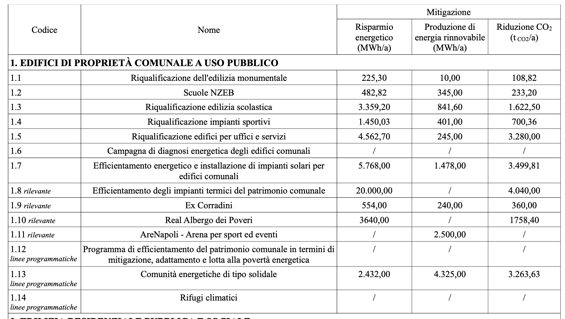 Mitigazione
Codice Nome Risparmio energetico (MWh/a) Produzione di energia rinnovabile (MWh/a) Riduzione CO2 (t CO2/a)
1. EDIFICI DI PROPRIETÀ COMUNALE A USO PUBBLICO
1.1 Riqualificazione dell'edilizia monumentale 225,30 10,00 108,82
1.2 Scuole NZEB 482,82 345,00 233,20
1.3 Riqualificazione edilizia scolastica 3.359,20 841,60 1.622,50
1.4 Riqualificazione impianti sportivi 1.450,03 401,00 700,36
1.5 Riqualificazione edifici per uffici e servizi 4.562,70 245,00 3.280,00
1.6 Campagna di diagnosi energetica degli edifici comunali / / /
1.7 Efficientamento energetico e installazione di impianti solari per edifici comunali 5.768,00 1.478,00 3.499,81
1.8 rilevante Efficientamento degli impianti termici del patrimonio comunale 20.000,00 / 4.040,00
1.9 rilevante Ex Corradini 554,00 240,00 360,00
1.10 rilevante Real Albergo dei Poveri 3640,00 / 1758,40
1.11 rilevante AreNapoli - Arena per sport ed eventi / 2.500,00 /
1.12 linee programmatiche Programma di efficientamento del patrimonio comunale in termini di mitigazione, adattamento e lotta alla povertà energetica / / /
1.13 linee programmatiche Comunità energetiche di tipo solidale 2.432,00 4.325,00 3.263,63
1.14 linee programmatiche Rifugi climatici / / /